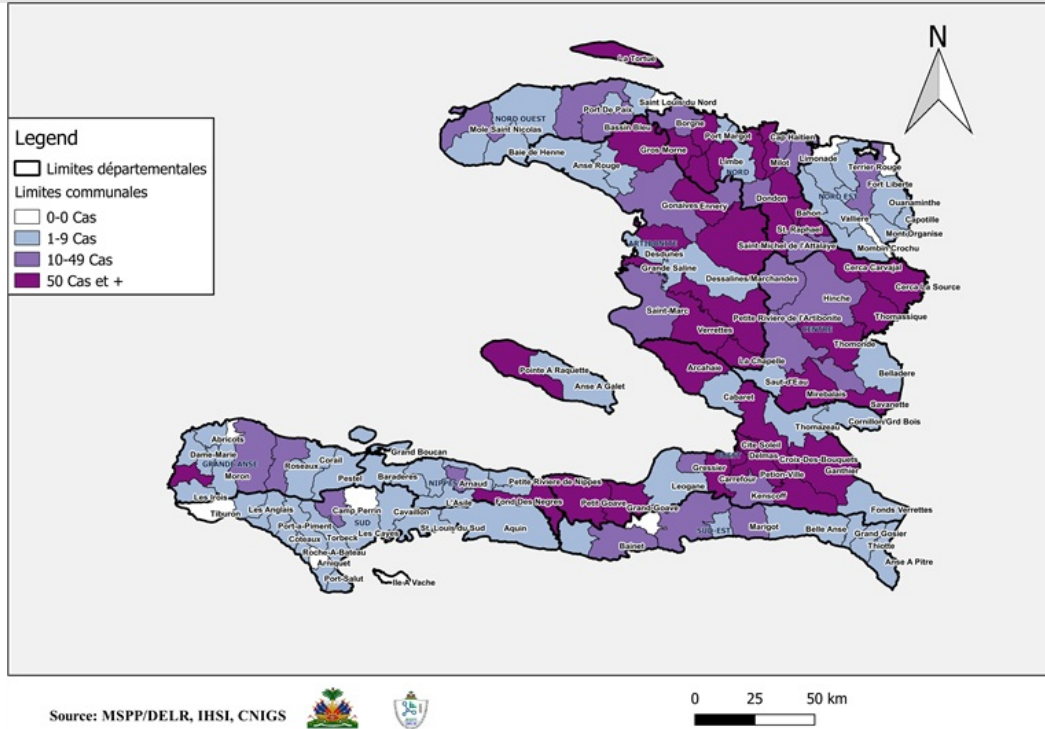 N
La Tortue
Legend
Limites départementales
Limites communales
0-0 Cas
1-9 Cas
10-49 Cas
50 Cas et +
Saint Louis du Nord
Port De Paix
NORD OUEST
Mole Saint Nicolas
Bassin Bleu
Borgne
Port Margot
Cap Haitien
Baie de Henne
Gros Morne
Limbe
Milot
Limonade
Terrier Rouge
Anse Rouge
NORD
Fort Liberte
NORD EST
Ouanaminthe
Gonaives
Ennery
Dondon
Bahon
Valliere
Capotille
St. Raphael
Mont Organise
Saint-Michel de l'Attalaye
Mombin Crochu
ARTIBONITE
Desdunes
Grande Saline
Dessalines/Marchandes
Cerca Carvajal
Cerca La Source
Hinche
Saint-Marc
Petite Rivière de l'Artibonite
Thomassique
Verrettes
CENTRE
Thomonde
La Chapelle
Arcahaie
Pointe A Raquette
Anse A Galet
Saut-d'Eau
Belladere
Cabaret
Mirebalais
Savanette
Cornillon/Grd Bois
Thomazeau
Abricots
Dame-Marie
GRANDE ANSE
Moron
Roseaux
Corail
Pestel
Grand Boucan
Baraderes
NIPPES
Arnaud
Petite Rivière de Nippes
Cite Soleil
Delmas
Croix-Des-Bouquets
Gressier
Petion-Ville
Ganthier
Carrefour
Kenscoff
Leogane
Les Irois
Tiburon
Les Anglais
Camp Perrin
Cavaillon
L'Asile
Fond Des Negres
Petit Goave
Grand-Goave
Fonds Verrettes
Port-a-Piment
SUD
Coteaux
Torbeck
Les Cayes
St Louis du Sud
Aquin
Bainet
SUD-EST
Marigot
Belle Anse
Grand Gosier
Thiotte
Anse A Pitre
Roche-A-Bateau
Arniquet
Port-Salut
Ile A Vache
Source: MSPP/DELR, IHSI, CNIGS
0 25 50 km